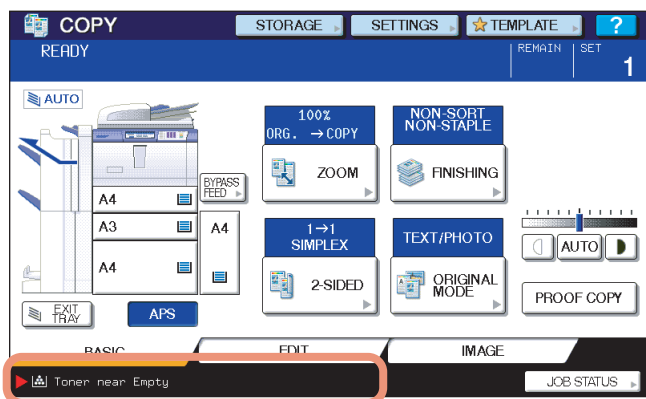 COPY
STORAGE
SETTINGS
TEMPLATE
?
READY
REMAIN
SET
1
AUTO
100%
ORG. →COPY
ZOOM
NON-SORT
NON-STAPLE
FINISHING
BYPASS
FEED
A4
A3
A4
A4
1→1
SIMPLEX
2-SIDED
TEXT/PHOTO
ORIGINAL
MODE
AUTO
PROOF COPY
EXIT
TRAY
APS
BASIC
EDIT
IMAGE
Toner near Empty
JOB STATUS